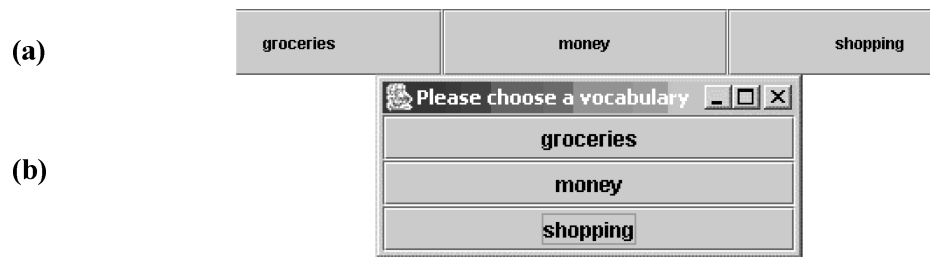 (a) groceries money shopping
Please choose a vocabulary
groceries
(b)
money
shopping